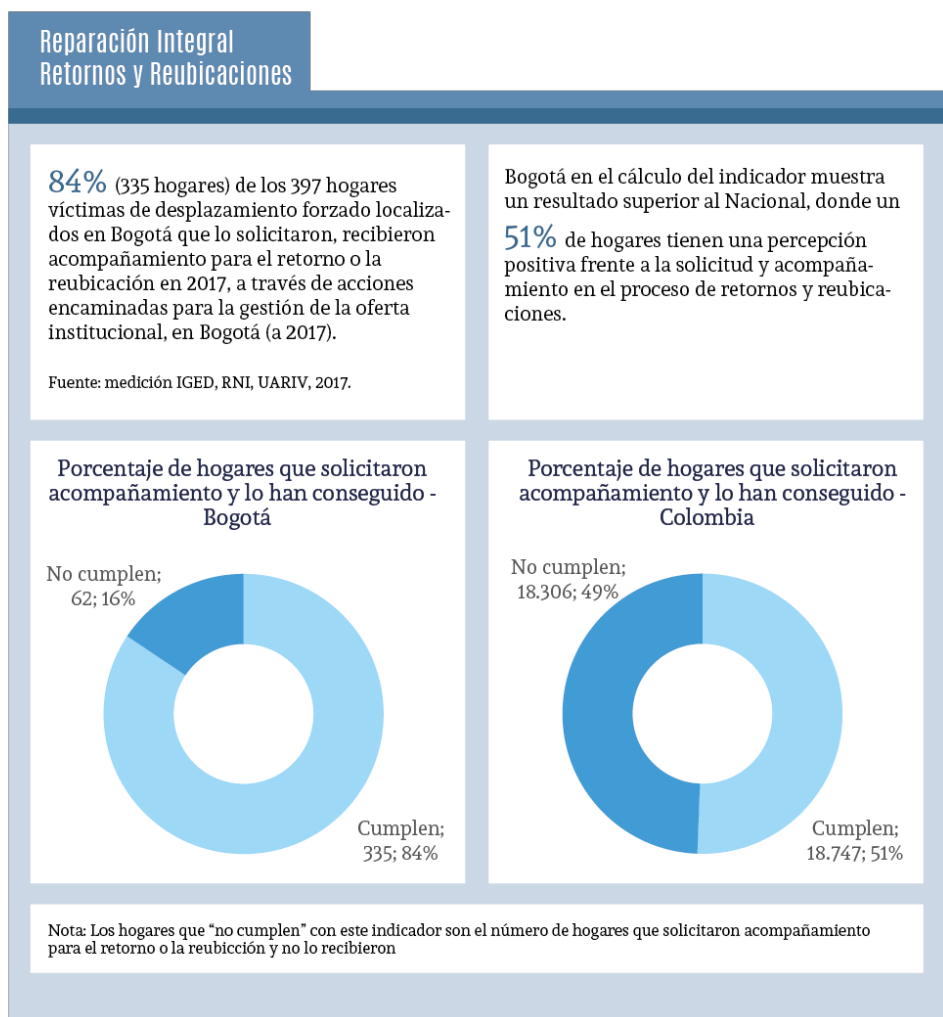 Reparación Integral
Retornos y Reubicaciones
84% (335 hogares) de los 397 hogares
víctimas de desplazamiento forzado localiza-
dos en Bogotá que lo solicitaron, recibieron
acompañamiento para el retorno o la
reubicación en 2017, a través de acciones
encaminadas para la gestión de la oferta
institucional, en Bogotá (a 2017).
Fuente: medición IGED, RNI, UARIV, 2017.
Bogotá en el cálculo del indicador muestra
un resultado superior al Nacional, donde un
51% de hogares tienen una percepción
positiva frente a la solicitud y acompaña-
miento en el proceso de retornos y reubica-
ciones.
Porcentaje de hogares que solicitaron
acompañamiento y lo han conseguido -
Bogotá
No cumplen;
62; 16%
Cumplen;
335; 84%
Porcentaje de hogares que solicitaron
acompañamiento y lo han conseguido -
Colombia
No cumplen;
18.306; 49%
Cumplen;
18.747; 51%
Nota: Los hogares que “no cumplen” con este indicador son el número de hogares que solicitaron acompañamiento
para el retorno o la reubicción y no lo recibieron